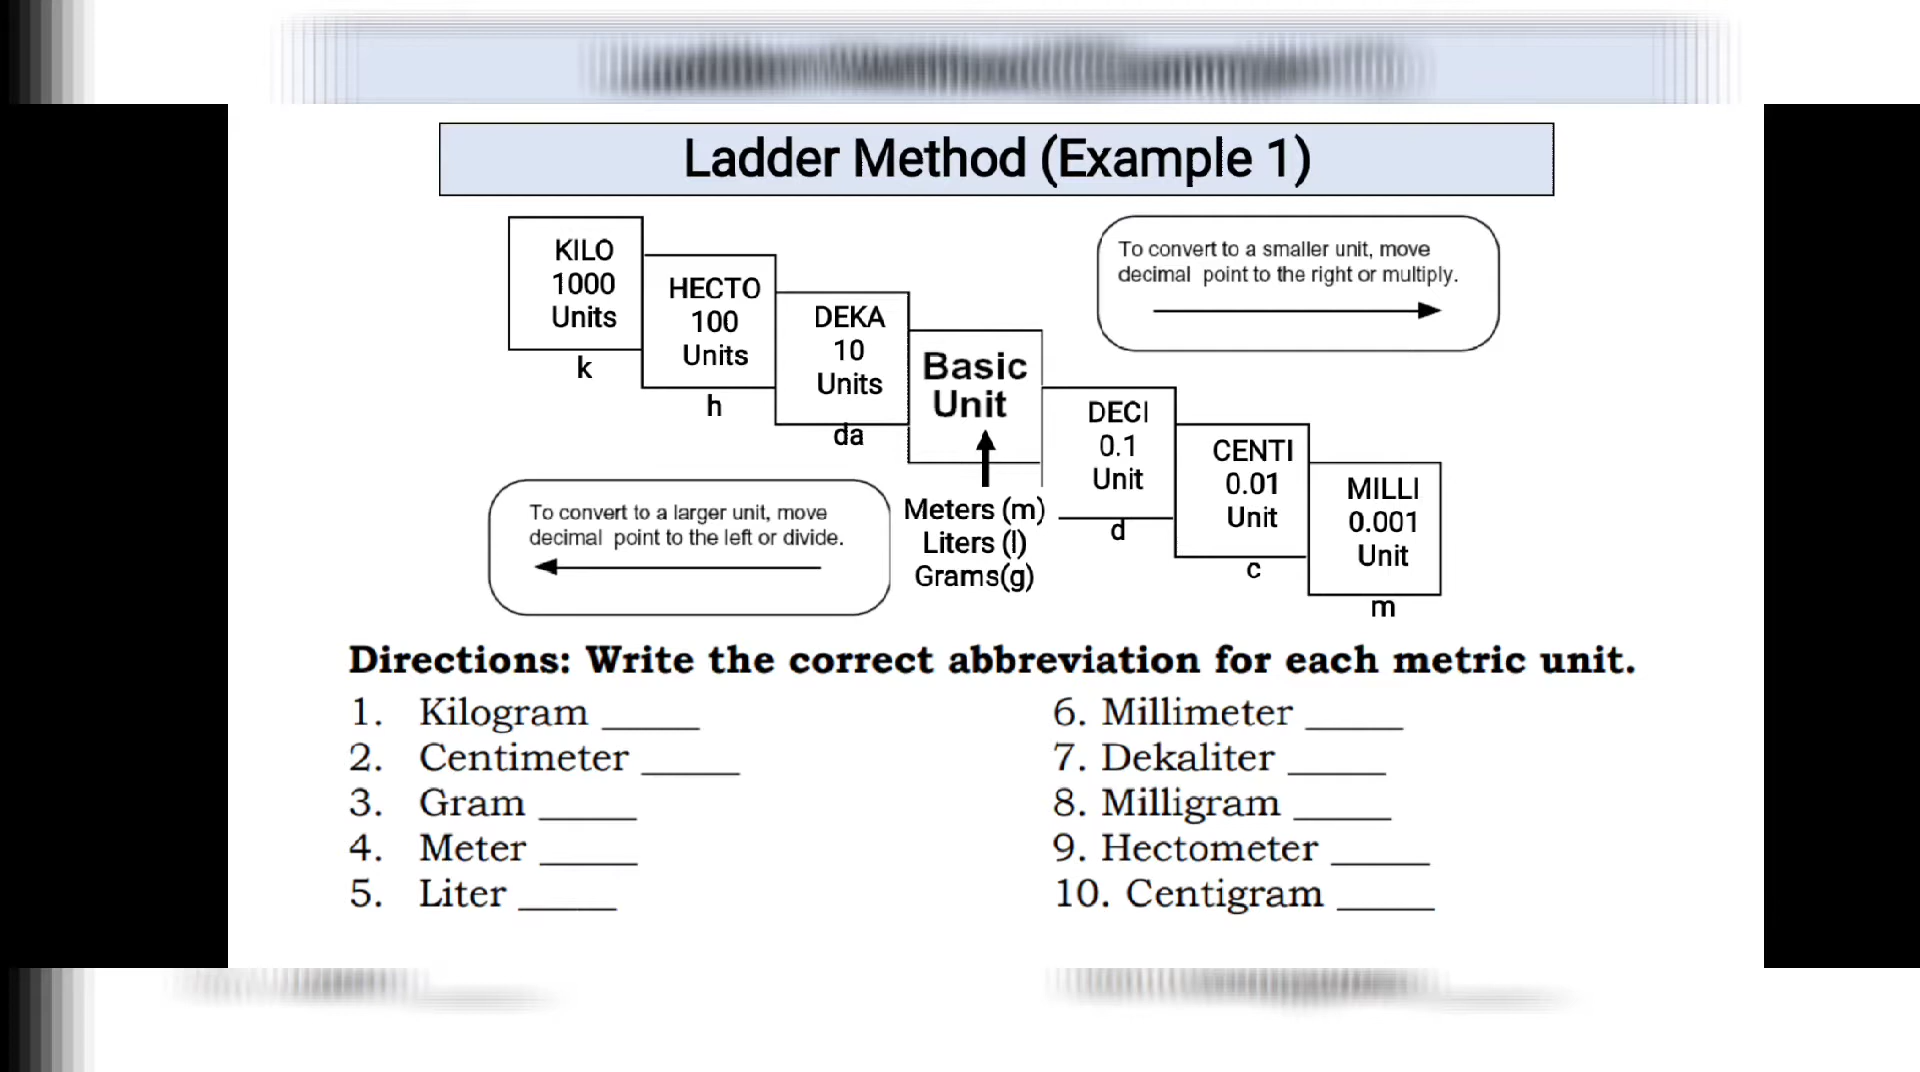 Ladder Method (Example 1)
KILO
1000
Units
k
HECTO
100
Units
h
DEKA
10
Units
da
Basic
Unit
Meters (m)
Liters (l)
Grams(g)
DECI
0.1
Unit
d
CENTI
0.01
Unit
c
MILLI
0.001
Unit
m
To convert to a smaller unit, move
decimal point to the right or multiply.
To convert to a larger unit, move
decimal point to the left or divide.
Directions: Write the correct abbreviation for each metric unit.
1. Kilogram _____
2. Centimeter _____
3. Gram _____
4. Meter _____
5. Liter _____
6. Millimeter _____
7. Dekaliter _____
8. Milligram _____
9. Hectometer _____
10. Centigram _____